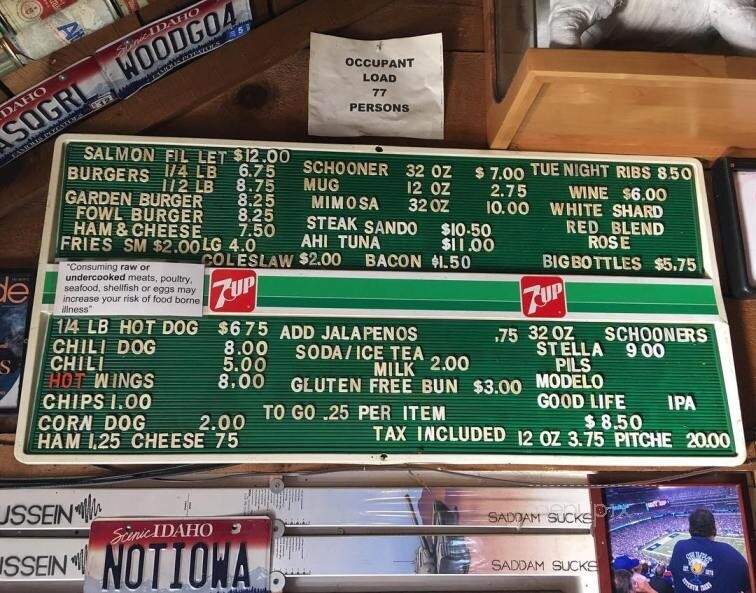 Scenic IDAHO
WOODGO4
FAMOUS POTATOES
IDAHO
ASOGRL
OCCUPANT
LOAD
77
PERSONS
SALMON FIL LET $12.00
BURGERS 1/4 LB 6.75
1/2 LB 8.75
GARDEN BURGER 8.25
FOWL BURGER 8.25
HAM & CHEESE 7.50
FRIES SM $2.00 LG 4.0
COLESLAW $2.00 BACON $1.50
SCHOONER 32 OZ $7.00
MUG 12 OZ 2.75
MIMOSA 32 OZ 10.00
STEAK SANDO $10.50
AHI TUNA $11.00
TUE NIGHT RIBS 8.50
WINE $6.00
WHITE SHARD
RED BLEND
ROSE
BIG BOTTLES $5.75
"Consuming raw or
undercooked meats, poultry,
seafood, shellfish or eggs may
increase your risk of food borne
illness"
7UP
7UP
1/4 LB HOT DOG $675
CHILI DOG 8.00
CHILI 5.00
HOT WINGS 8.00
CHIPS 1.00
CORN DOG 2.00
HAM 1.25 CHEESE 75
ADD JALAPENOS ,75
SODA/ICE TEA
MILK 2.00
GLUTEN FREE BUN $3.00
TO GO .25 PER ITEM
TAX INCLUDED
32 OZ SCHOONERS
STELLA 9 00
PILS
MODELO
GOOD LIFE IPA
$8.50
12 OZ 3.75 PITCHE 20.00
USSEIN
SADDAM SUCKS
SSEIN
SADDAM SUCKS
Scenic IDAHO
NOTIOWA